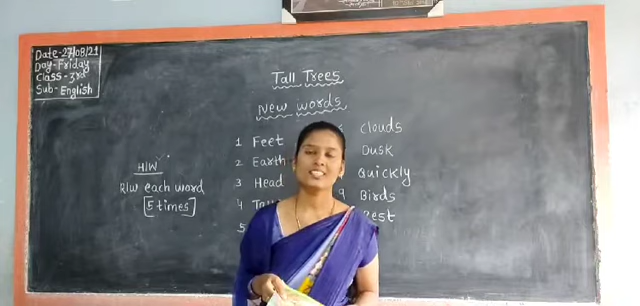 Date-27/08/21
Day-Friday
Class-3rd
Sub-English
Tall Trees
New words
1 Feet
2 Earth
3 Head
4
5
Clouds
Dusk
Quickly
9 Birds
Rest
H/W
R/W each word
[5 times]